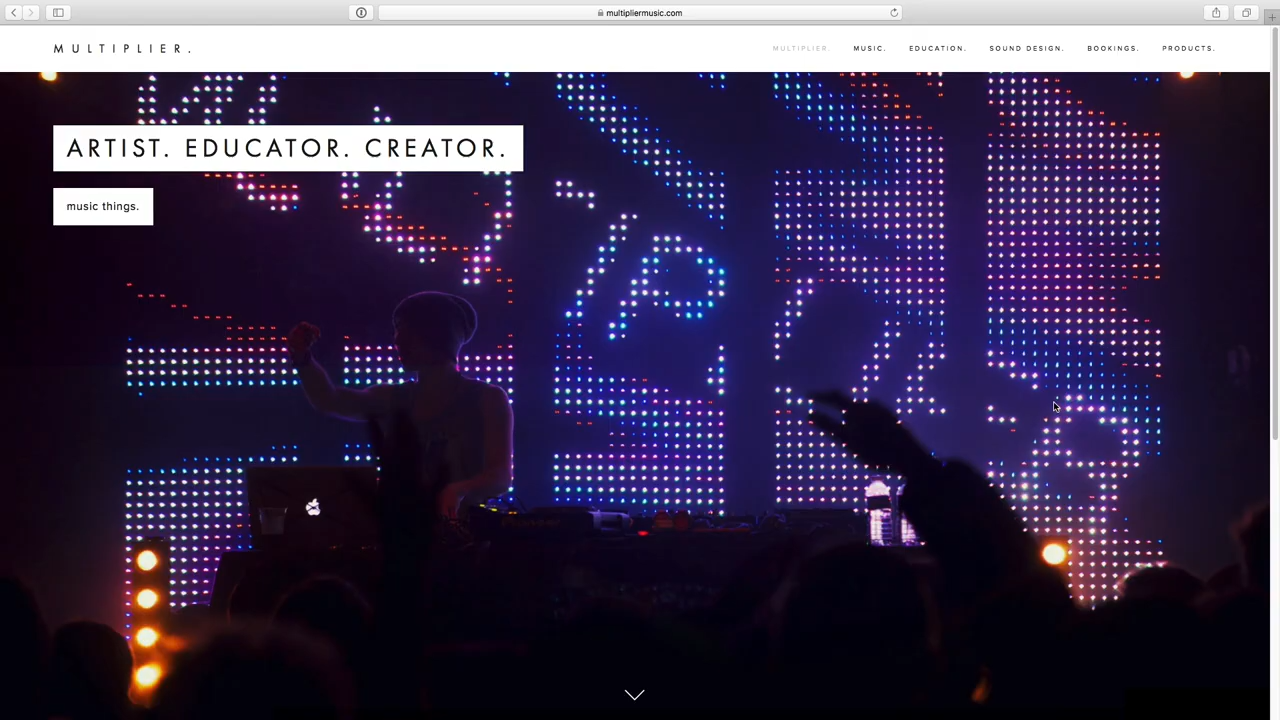 multipliermusic.com
MULTIPLIER.
MULTIPLIER. MUSIC. EDUCATION. SOUND DESIGN. BOOKINGS. PRODUCTS.
ARTIST. EDUCATOR. CREATOR.
music things.